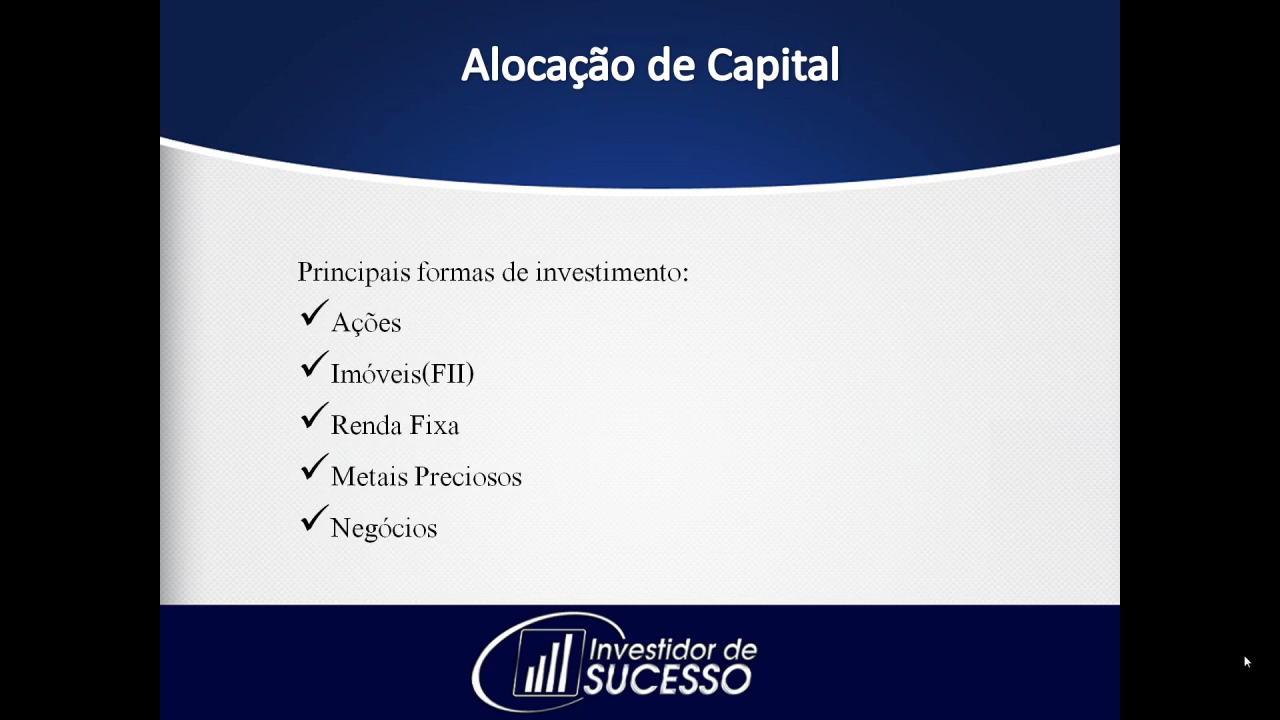 Alocação de Capital
Principais formas de investimento:
Ações
Imóveis(FII)
Renda Fixa
Metais Preciosos
Negócios
Investidor de
SUCESSO